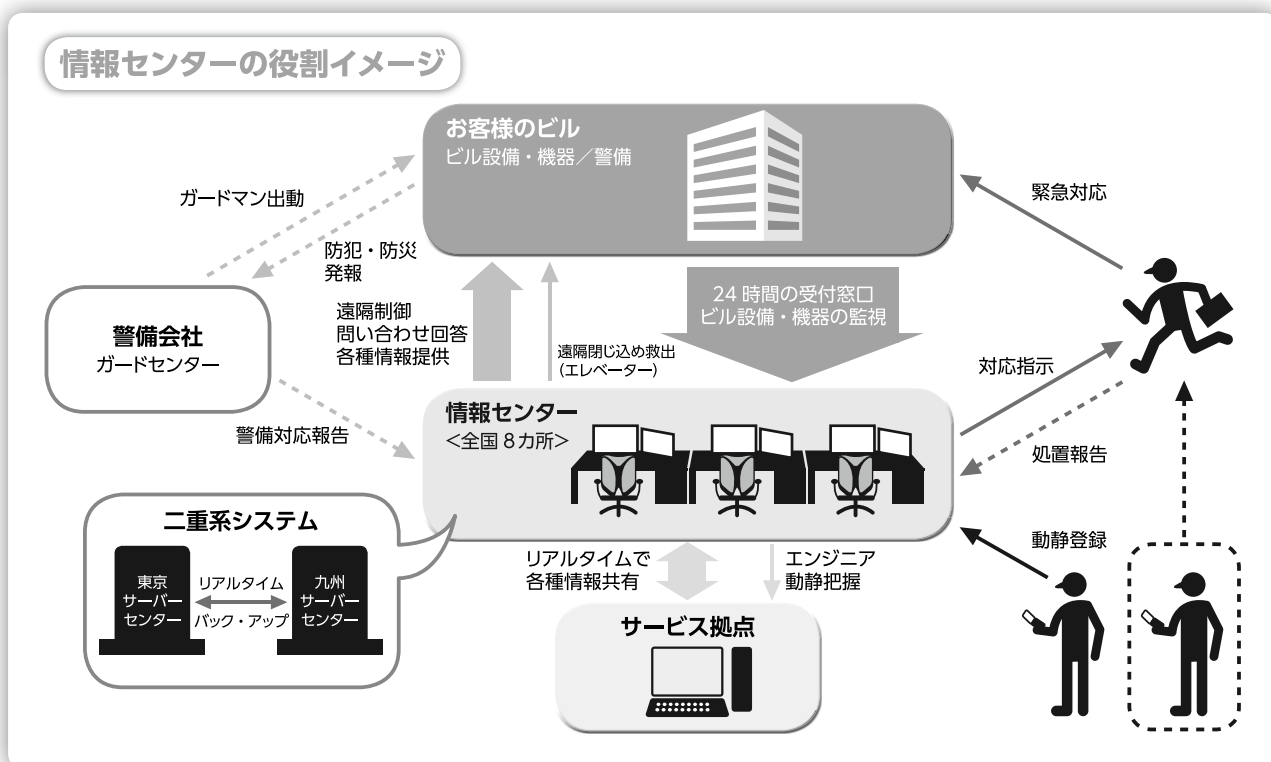 情報センターの役割イメージ
お客様のビル
ビル設備・機器／警備
ガードマン出動
緊急対応
防犯・防災
発報
警備会社
ガードセンター
遠隔制御
問い合わせ回答
各種情報提供
遠隔閉じ込め救出
(エレベーター)
24時間の受付窓口
ビル設備・機器の監視
対応指示
情報センター
<全国8カ所>
警備対応報告
処置報告
二重系システム
東京
サーバー
センター
リアルタイム
バック・アップ
九州
サーバー
センター
リアルタイムで
各種情報共有
エンジニア
動静把握
動静登録
サービス拠点